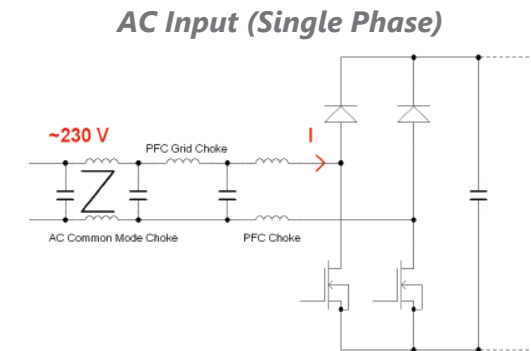 AC Input (Single Phase)
~230 V
I
PFC Grid Choke
AC Common Mode Choke
PFC Choke